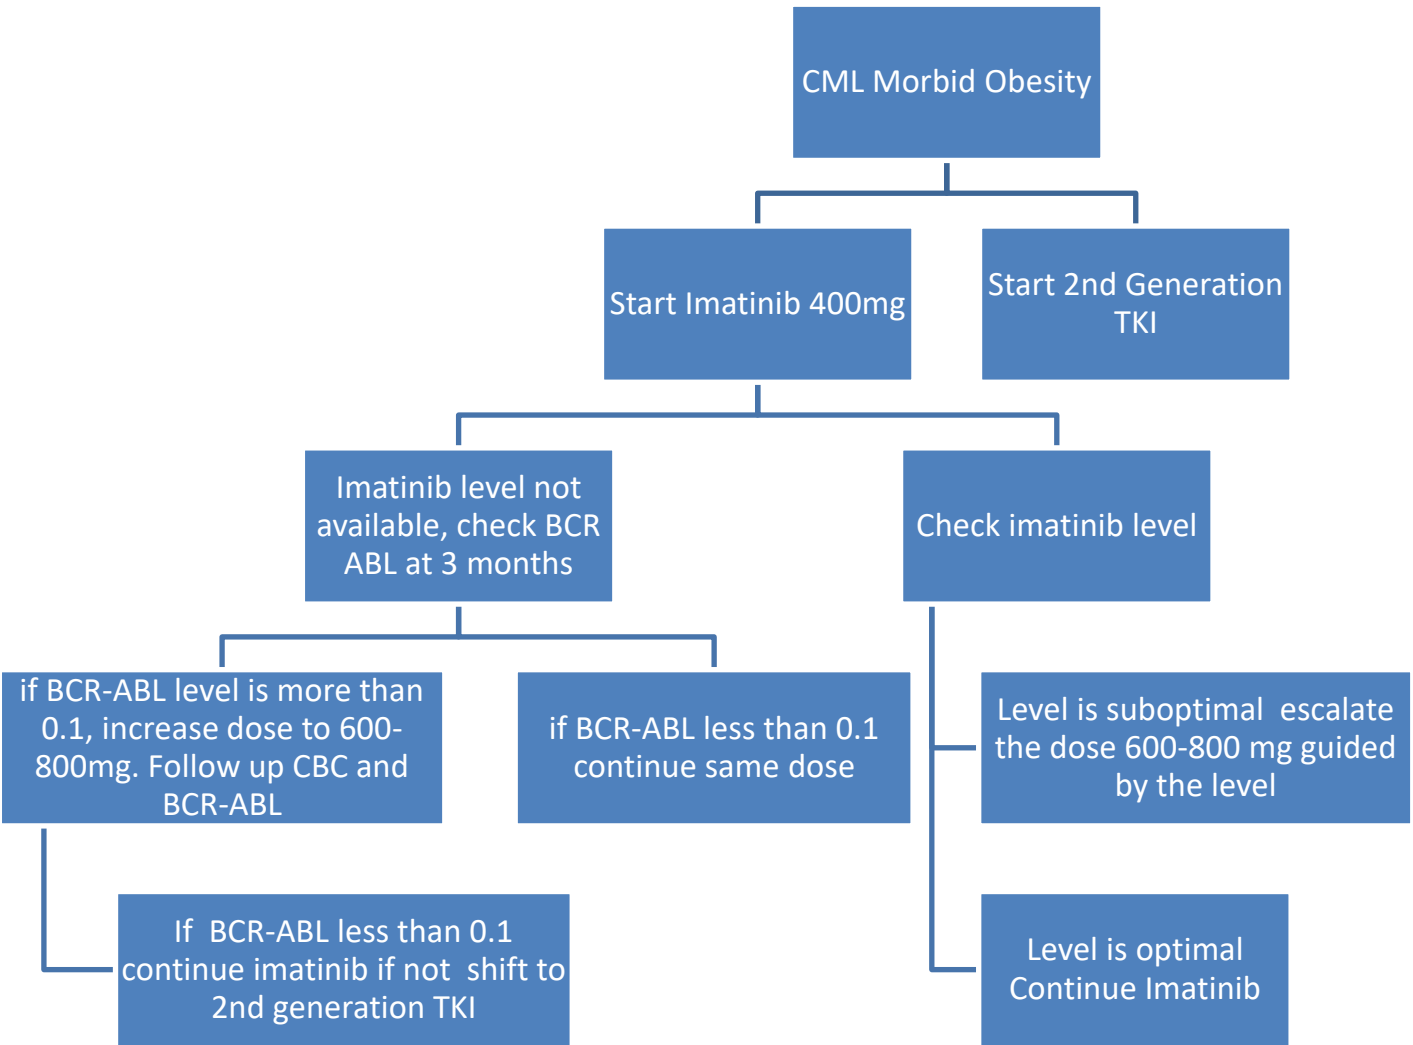 CML Morbid Obesity
Start Imatinib 400mg
Start 2nd Generation
TKI
Imatinib level not
available, check BCR
ABL at 3 months
Check imatinib level
if BCR-ABL level is more than
0.1, increase dose to 600-
800mg. Follow up CBC and
BCR-ABL
if BCR-ABL less than 0.1
continue same dose
Level is suboptimal  escalate
the dose 600-800 mg guided
by the level
If  BCR-ABL less than 0.1
continue imatinib if not  shift to
2nd generation TKI
Level is optimal
Continue Imatinib